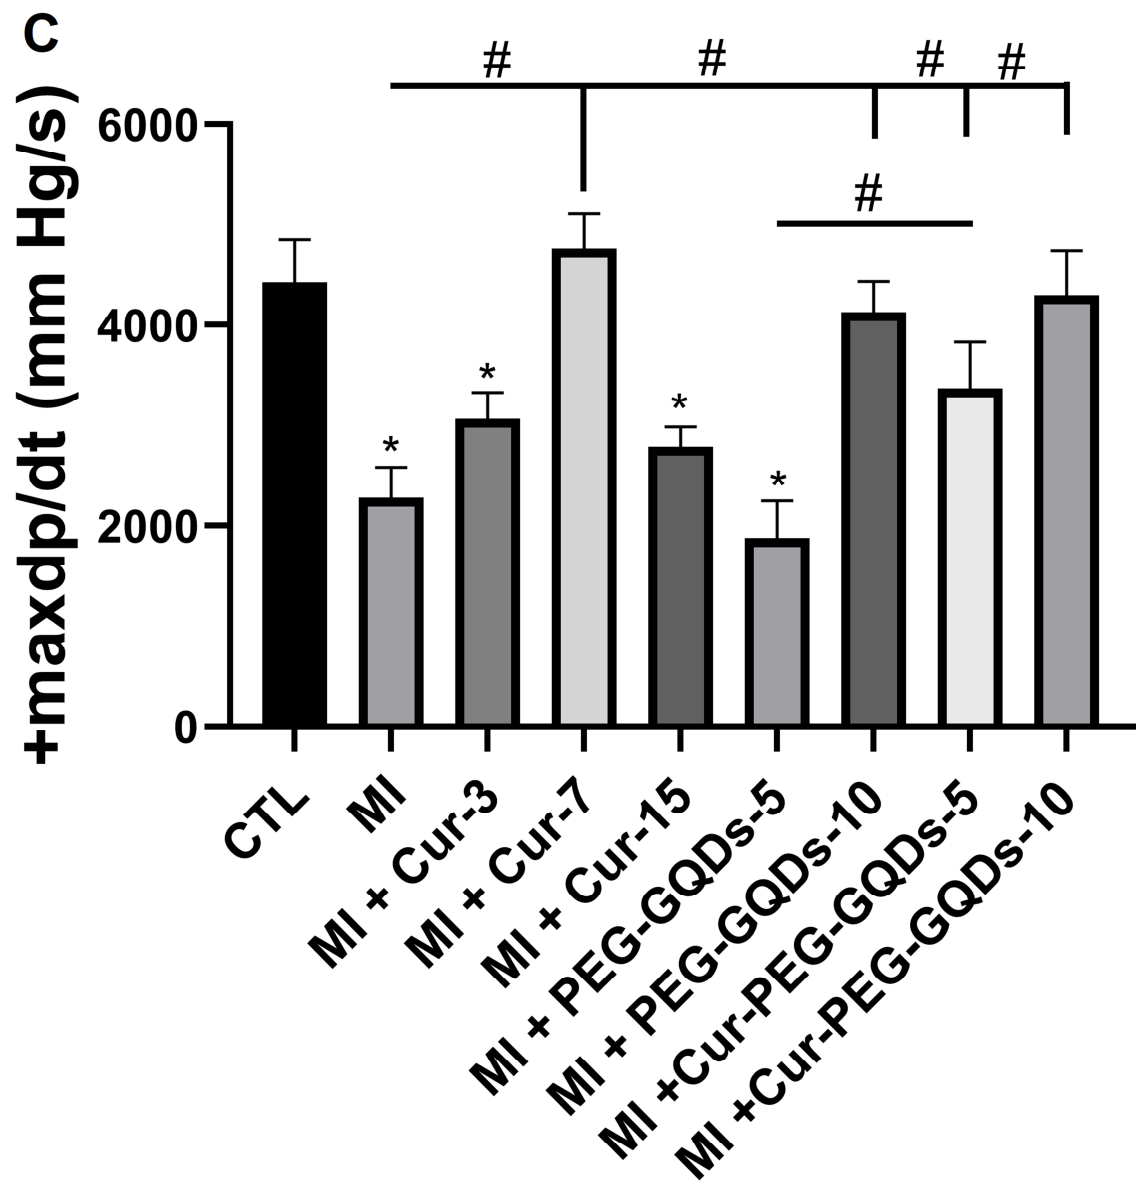 C
# # # #
#
+maxdp/dt (mm Hg/s)
6000
4000
2000
0
* * * *
CTL
MI
MI + Cur-3
MI + Cur-7
MI + Cur-15
MI + PEG-GQDs-5
MI + PEG-GQDs-10
MI +Cur-PEG-GQDs-5
MI +Cur-PEG-GQDs-10